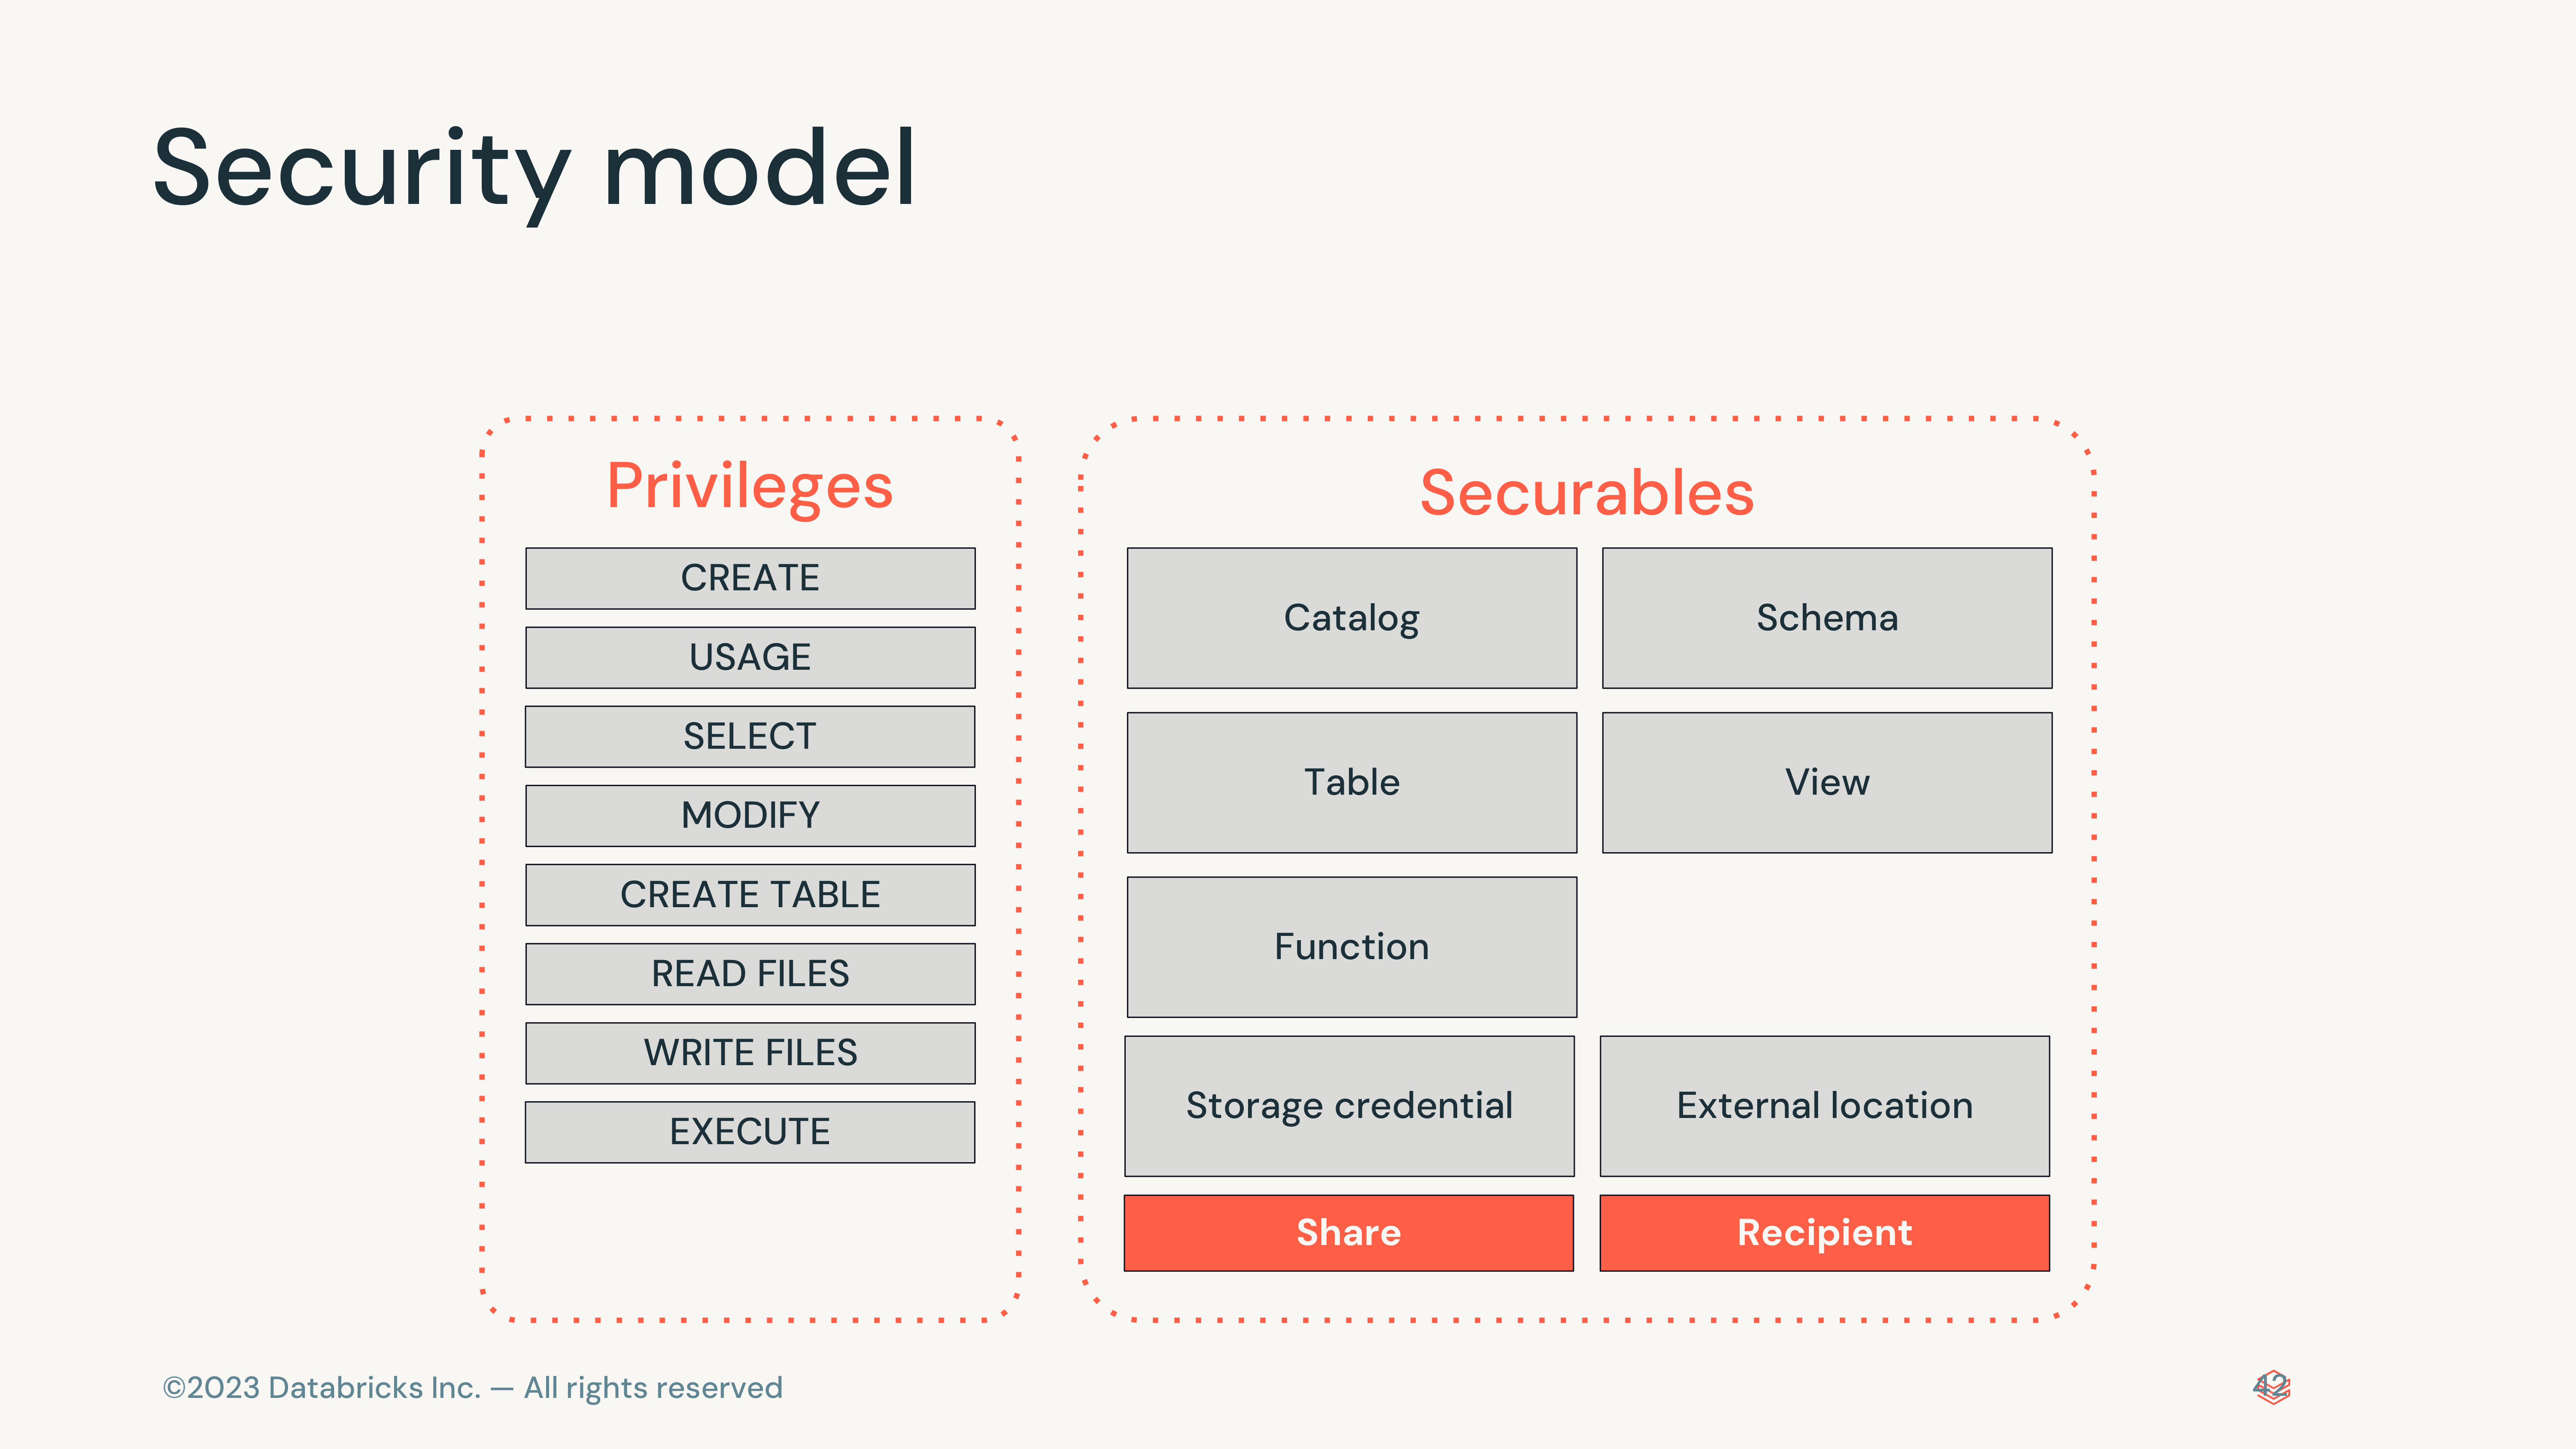 Security model
Privileges
CREATE
USAGE
SELECT
MODIFY
CREATE TABLE
READ FILES
WRITE FILES
EXECUTE
Securables
Catalog
Schema
Table
View
Function
Storage credential
External location
Share
Recipient
©2023 Databricks Inc. — All rights reserved
42